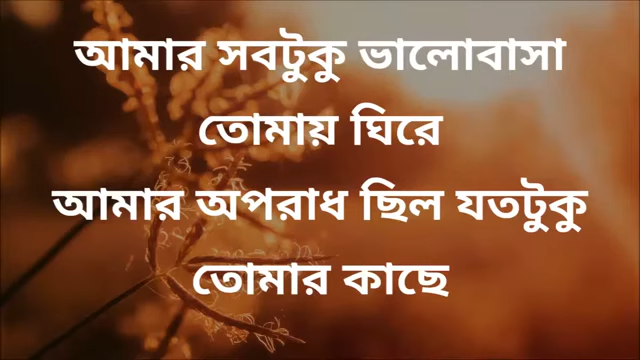 আমার সবটুকু ভালোবাসা
তোমায় ঘিরে
আমার অপরাধ ছিল যতটুকু
তোমার কাছে